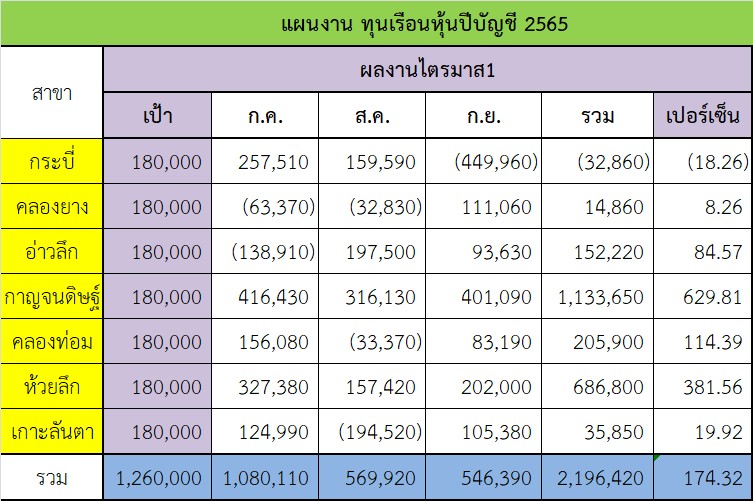 แผนงาน ทุนเรือนหุ้นปีบัญชี 2565
สาขา ผลงานไตรมาส1
เป้า ก.ค. ส.ค. ก.ย. รวม เปอร์เซ็น
กระบี่ 180,000 257,510 159,590 (449,960) (32,860) (18.26)
คลองยาง 180,000 (63,370) (32,830) 111,060 14,860 8.26
อ่าวลึก 180,000 (138,910) 197,500 93,630 152,220 84.57
กาญจนดิษฐ์ 180,000 416,430 316,130 401,090 1,133,650 629.81
คลองท่อม 180,000 156,080 (33,370) 83,190 205,900 114.39
ห้วยลึก 180,000 327,380 157,420 202,000 686,800 381.56
เกาะลันตา 180,000 124,990 (194,520) 105,380 35,850 19.92
รวม 1,260,000 1,080,110 569,920 546,390 2,196,420 174.32